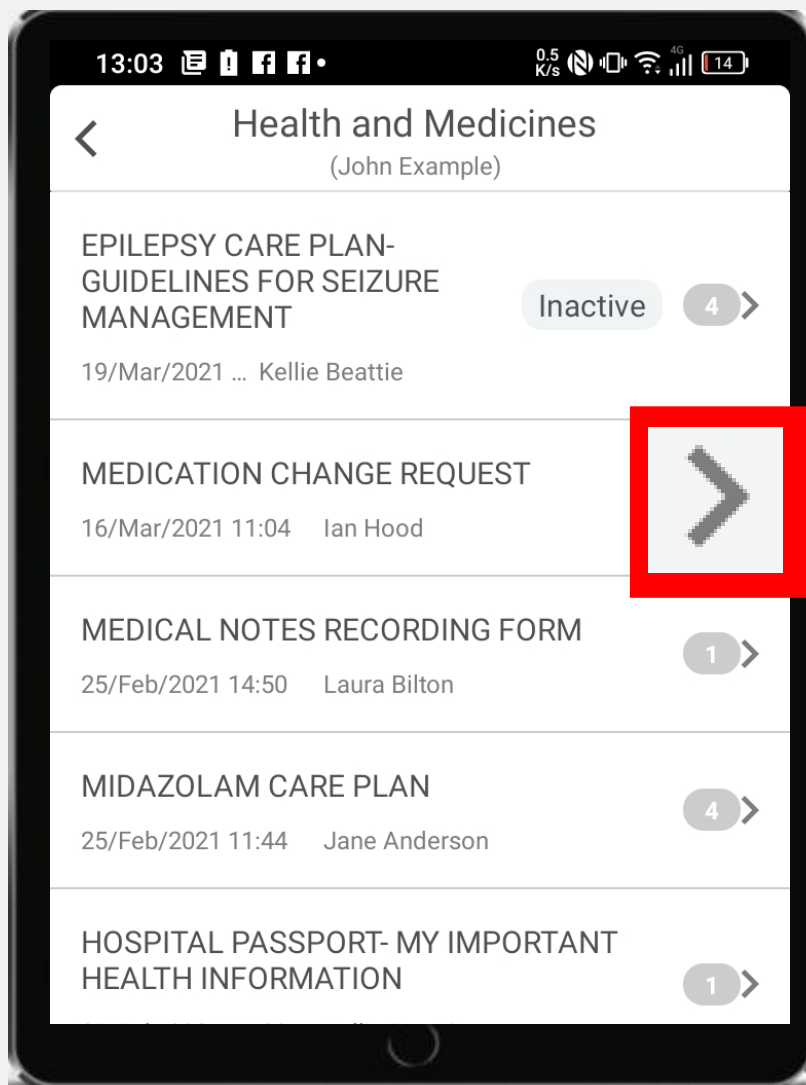 13:03
0.5 K/s 4G 14
Health and Medicines
(John Example)
EPILEPSY CARE PLAN-
GUIDELINES FOR SEIZURE
MANAGEMENT
Inactive
4
19/Mar/2021 ... Kellie Beattie
MEDICATION CHANGE REQUEST
16/Mar/2021 11:04 Ian Hood
MEDICAL NOTES RECORDING FORM
1
25/Feb/2021 14:50 Laura Bilton
MIDAZOLAM CARE PLAN
4
25/Feb/2021 11:44 Jane Anderson
HOSPITAL PASSPORT- MY IMPORTANT
HEALTH INFORMATION
1